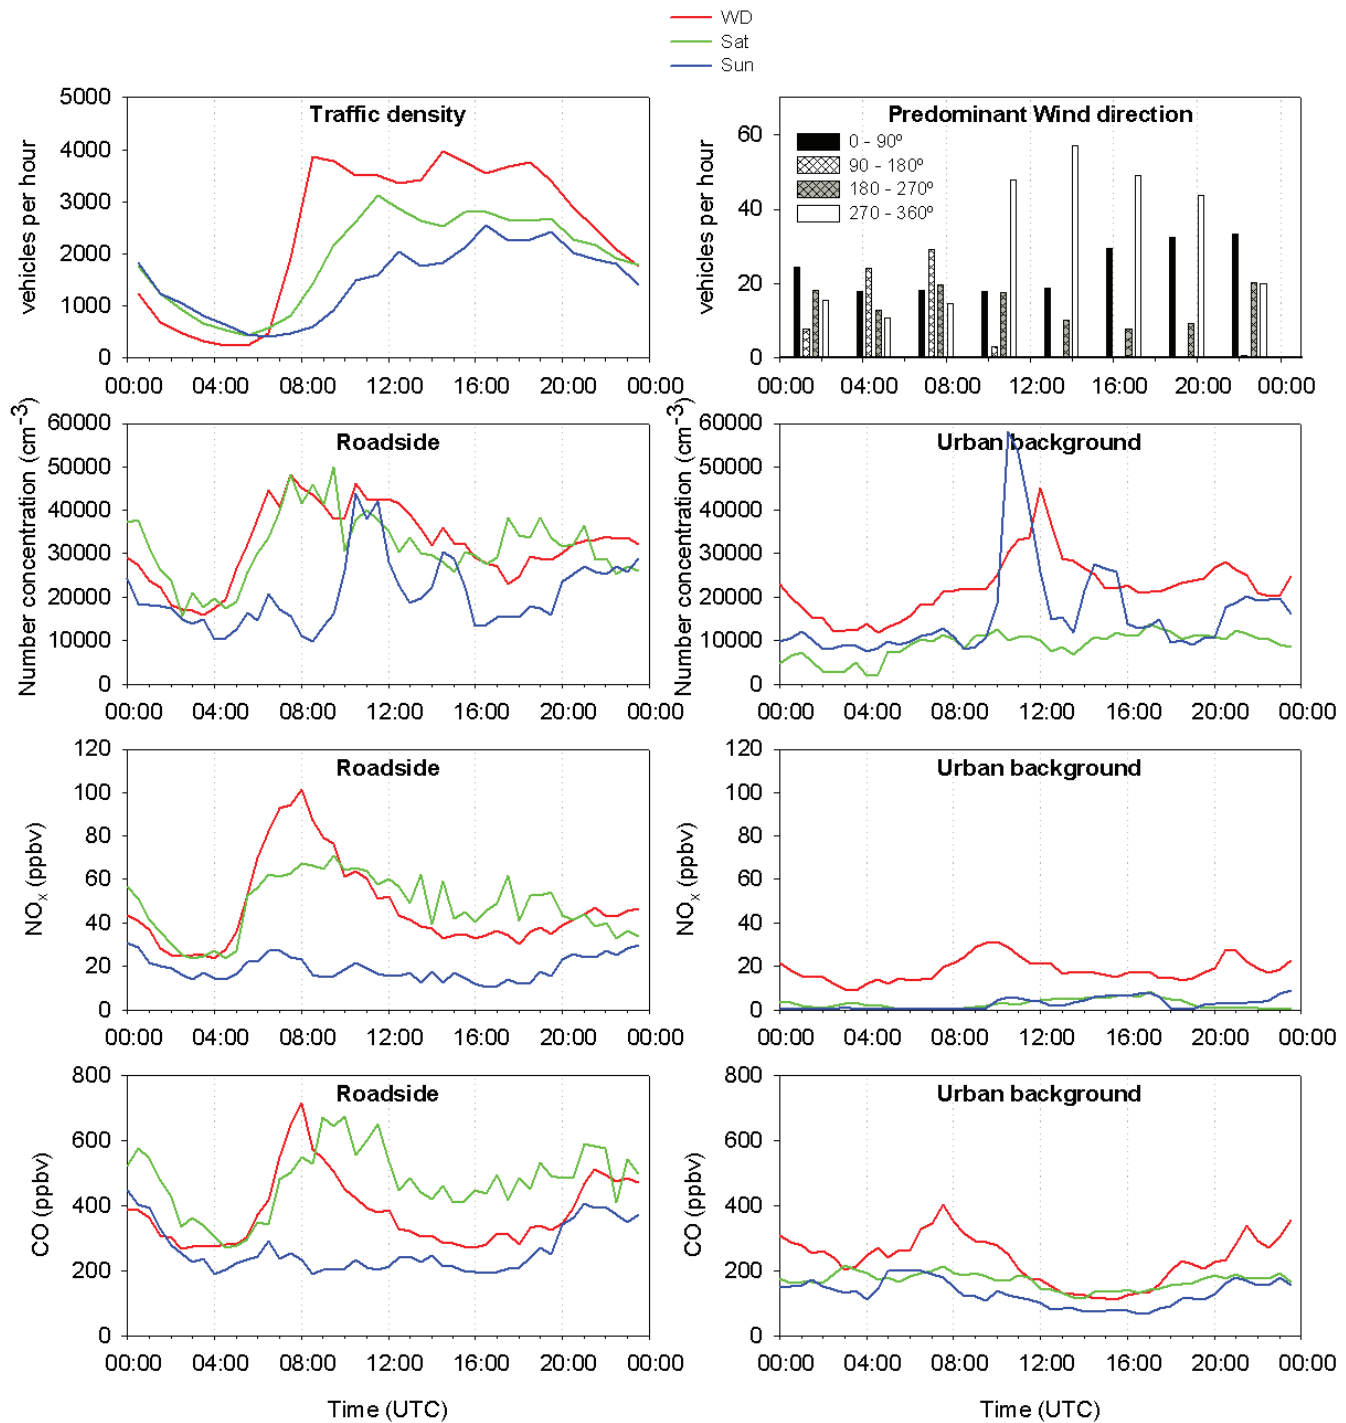 WD
Sat
Sun
Traffic density
vehicles per hour
5000
4000
3000
2000
1000
0
00:00 04:00 08:00 12:00 16:00 20:00 00:00
Predominant Wind direction
vehicles per hour
60
40
20
0
0 - 90º
90 - 180º
180 - 270º
270 - 360º
00:00 04:00 08:00 12:00 16:00 20:00 00:00
Roadside
Number concentration (cm⁻³)
60000
50000
40000
30000
20000
10000
0
00:00 04:00 08:00 12:00 16:00 20:00 00:00
Urban background
Number concentration (cm⁻³)
60000
50000
40000
30000
20000
10000
0
00:00 04:00 08:00 12:00 16:00 20:00 00:00
Roadside
NOₓ (ppbv)
120
100
80
60
40
20
0
00:00 04:00 08:00 12:00 16:00 20:00 00:00
Urban background
NOₓ (ppbv)
120
100
80
60
40
20
0
00:00 04:00 08:00 12:00 16:00 20:00 00:00
Roadside
CO (ppbv)
800
600
400
200
0
00:00 04:00 08:00 12:00 16:00 20:00 00:00
Time (UTC)
Urban background
CO (ppbv)
800
600
400
200
0
00:00 04:00 08:00 12:00 16:00 20:00 00:00
Time (UTC)